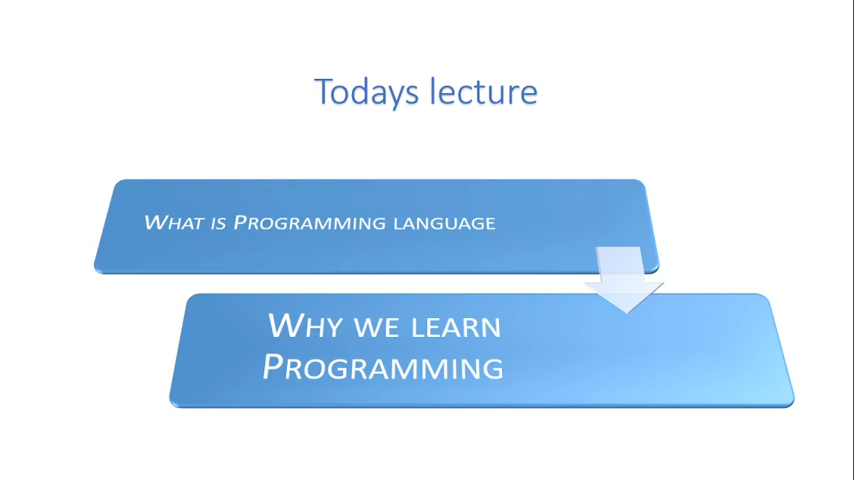 Todays lecture
What is Programming language
Why we learn
Programming